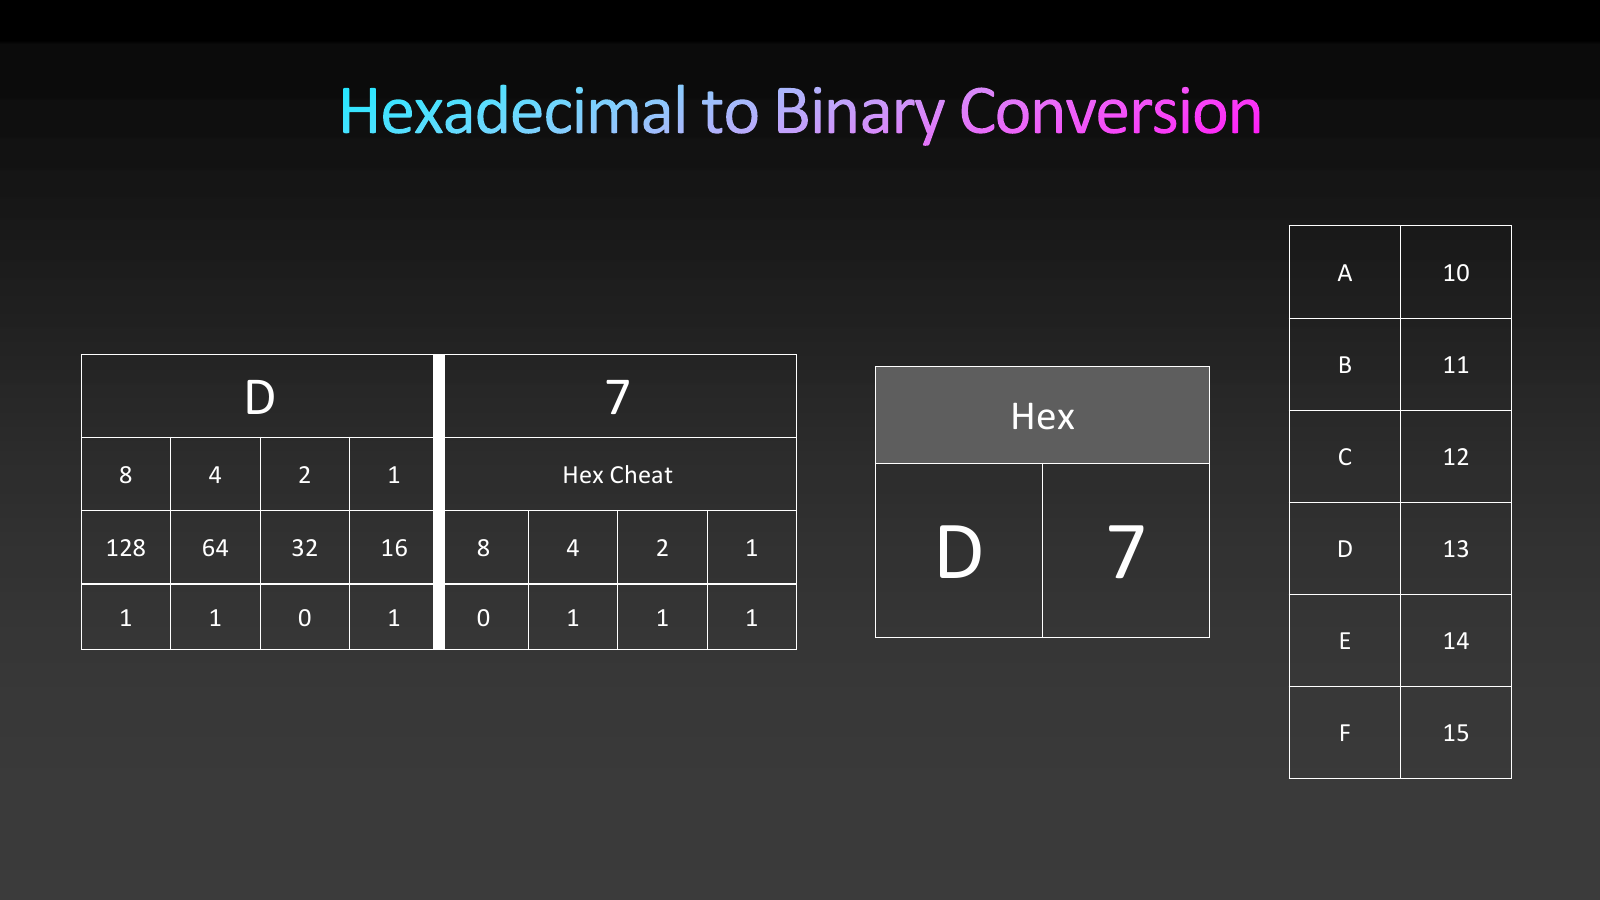 Hexadecimal to Binary Conversion
D 7
8 4 2 1 Hex Cheat
128 64 32 16 8 4 2 1
1 1 0 1 0 1 1 1
Hex
D 7
A 10
B 11
C 12
D 13
E 14
F 15